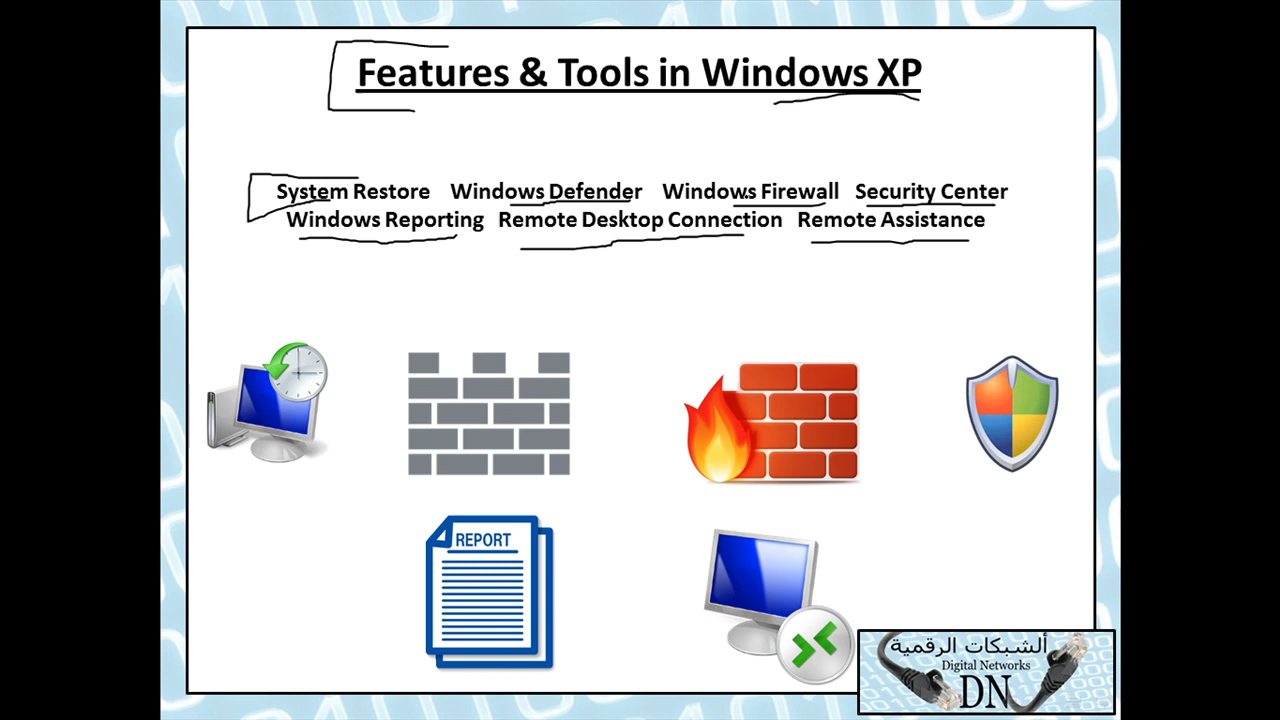 Features & Tools in Windows XP
System Restore Windows Defender Windows Firewall Security Center
Windows Reporting Remote Desktop Connection Remote Assistance
REPORT
ألشبكات الرقمية
Digital Networks
DN